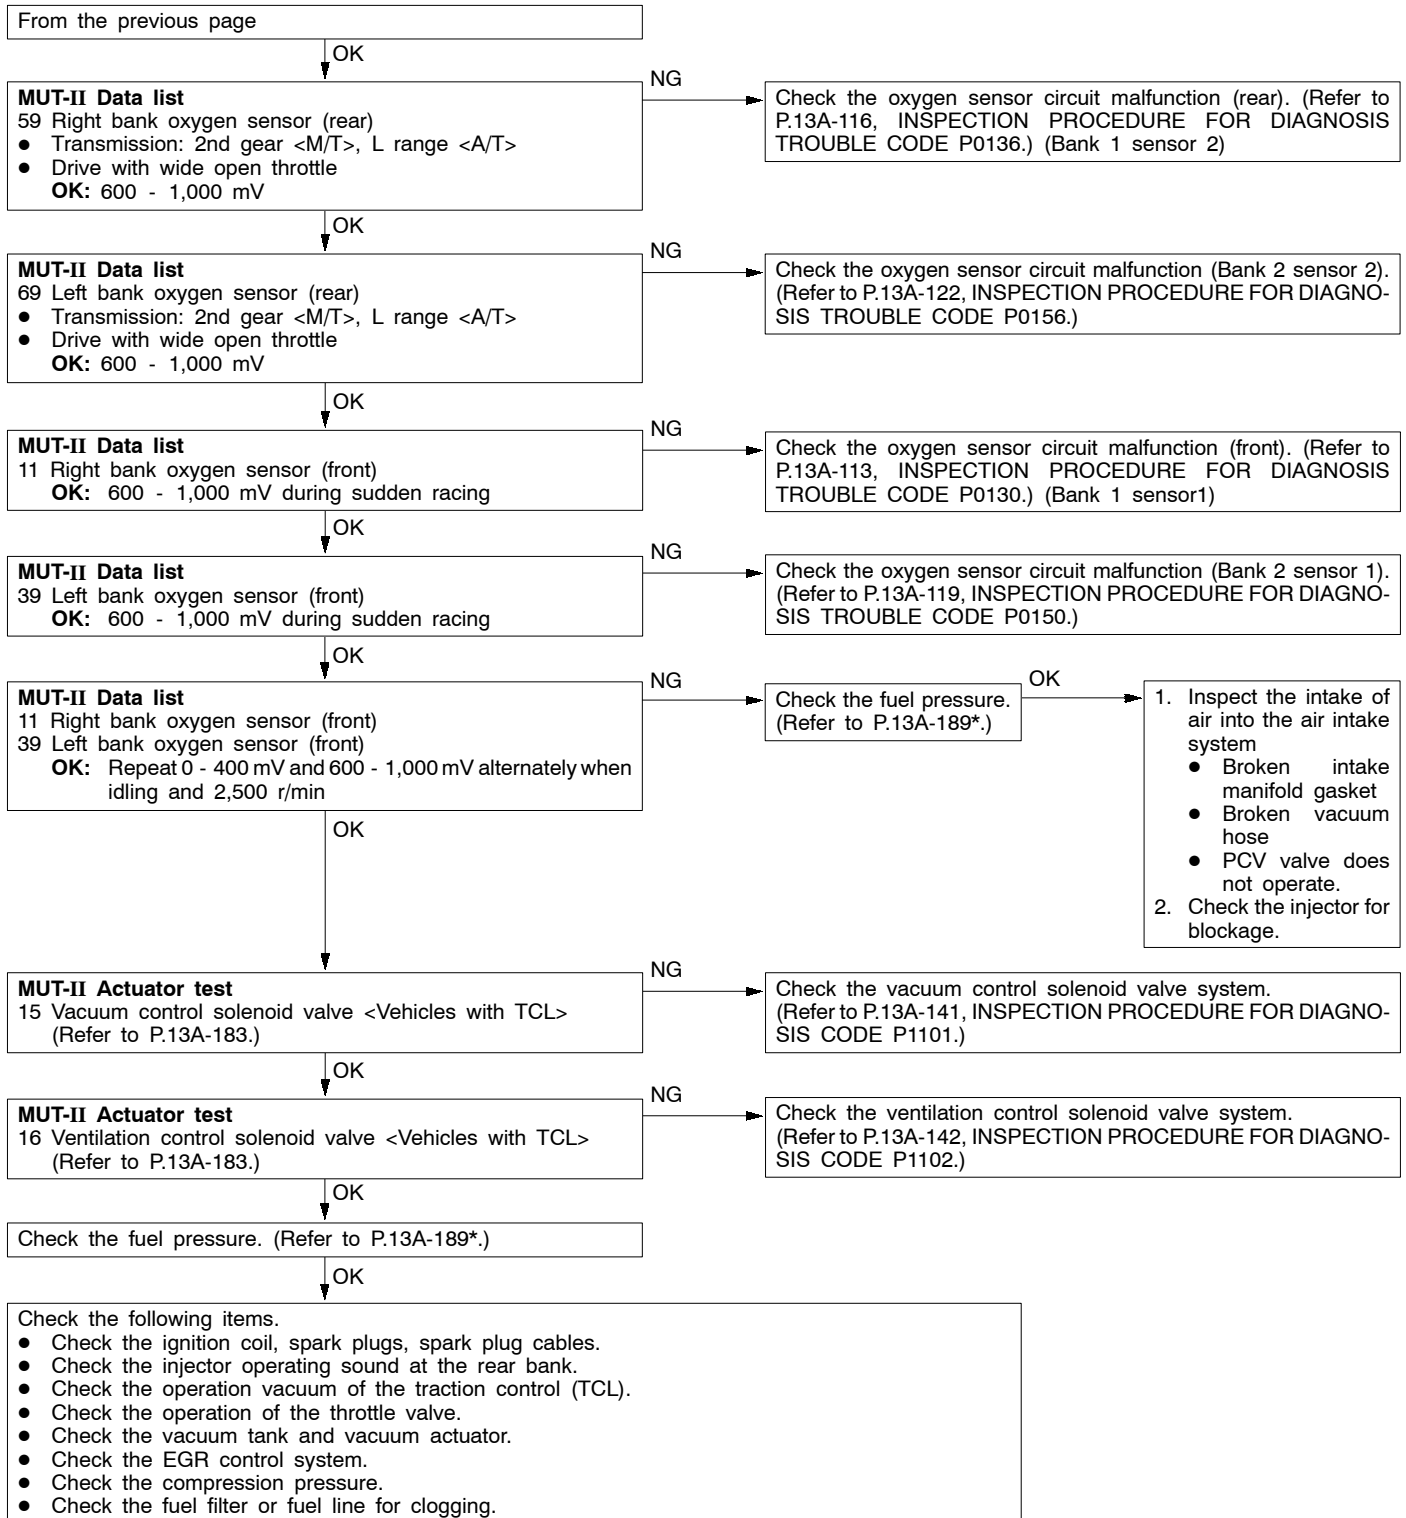 From the previous page
OK
MUT-II Data list
59 Right bank oxygen sensor (rear)
● Transmission: 2nd gear <M/T>, L range <A/T>
● Drive with wide open throttle
OK: 600 - 1,000 mV
NG
Check the oxygen sensor circuit malfunction (rear). (Refer to
P.13A-116, INSPECTION PROCEDURE FOR DIAGNOSIS
TROUBLE CODE P0136.) (Bank 1 sensor 2)
OK
MUT-II Data list
69 Left bank oxygen sensor (rear)
● Transmission: 2nd gear <M/T>, L range <A/T>
● Drive with wide open throttle
OK: 600 - 1,000 mV
NG
Check the oxygen sensor circuit malfunction (Bank 2 sensor 2).
(Refer to P.13A-122, INSPECTION PROCEDURE FOR DIAGNO-
SIS TROUBLE CODE P0156.)
OK
MUT-II Data list
11 Right bank oxygen sensor (front)
OK: 600 - 1,000 mV during sudden racing
NG
Check the oxygen sensor circuit malfunction (front). (Refer to
P.13A-113, INSPECTION PROCEDURE FOR DIAGNOSIS
TROUBLE CODE P0130.) (Bank 1 sensor1)
OK
MUT-II Data list
39 Left bank oxygen sensor (front)
OK: 600 - 1,000 mV during sudden racing
NG
Check the oxygen sensor circuit malfunction (Bank 2 sensor 1).
(Refer to P.13A-119, INSPECTION PROCEDURE FOR DIAGNO-
SIS TROUBLE CODE P0150.)
OK
MUT-II Data list
11 Right bank oxygen sensor (front)
39 Left bank oxygen sensor (front)
OK: Repeat 0 - 400 mV and 600 - 1,000 mV alternately when
idling and 2,500 r/min
NG
Check the fuel pressure.
(Refer to P.13A-189*.)
OK
1. Inspect the intake of
air into the air intake
system
● Broken intake
manifold gasket
● Broken vacuum
hose
● PCV valve does
not operate.
2. Check the injector for
blockage.
OK
MUT-II Actuator test
15 Vacuum control solenoid valve <Vehicles with TCL>
(Refer to P.13A-183.)
NG
Check the vacuum control solenoid valve system.
(Refer to P.13A-141, INSPECTION PROCEDURE FOR DIAGNO-
SIS CODE P1101.)
OK
MUT-II Actuator test
16 Ventilation control solenoid valve <Vehicles with TCL>
(Refer to P.13A-183.)
NG
Check the ventilation control solenoid valve system.
(Refer to P.13A-142, INSPECTION PROCEDURE FOR DIAGNO-
SIS CODE P1102.)
OK
Check the fuel pressure. (Refer to P.13A-189*.)
OK
Check the following items.
● Check the ignition coil, spark plugs, spark plug cables.
● Check the injector operating sound at the rear bank.
● Check the operation vacuum of the traction control (TCL).
● Check the operation of the throttle valve.
● Check the vacuum tank and vacuum actuator.
● Check the EGR control system.
● Check the compression pressure.
● Check the fuel filter or fuel line for clogging.